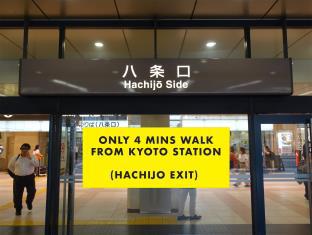 八条口
Hachijō Side
ONLY 4 MINS WALK
FROM KYOTO STATION
(HACHIJO EXIT)